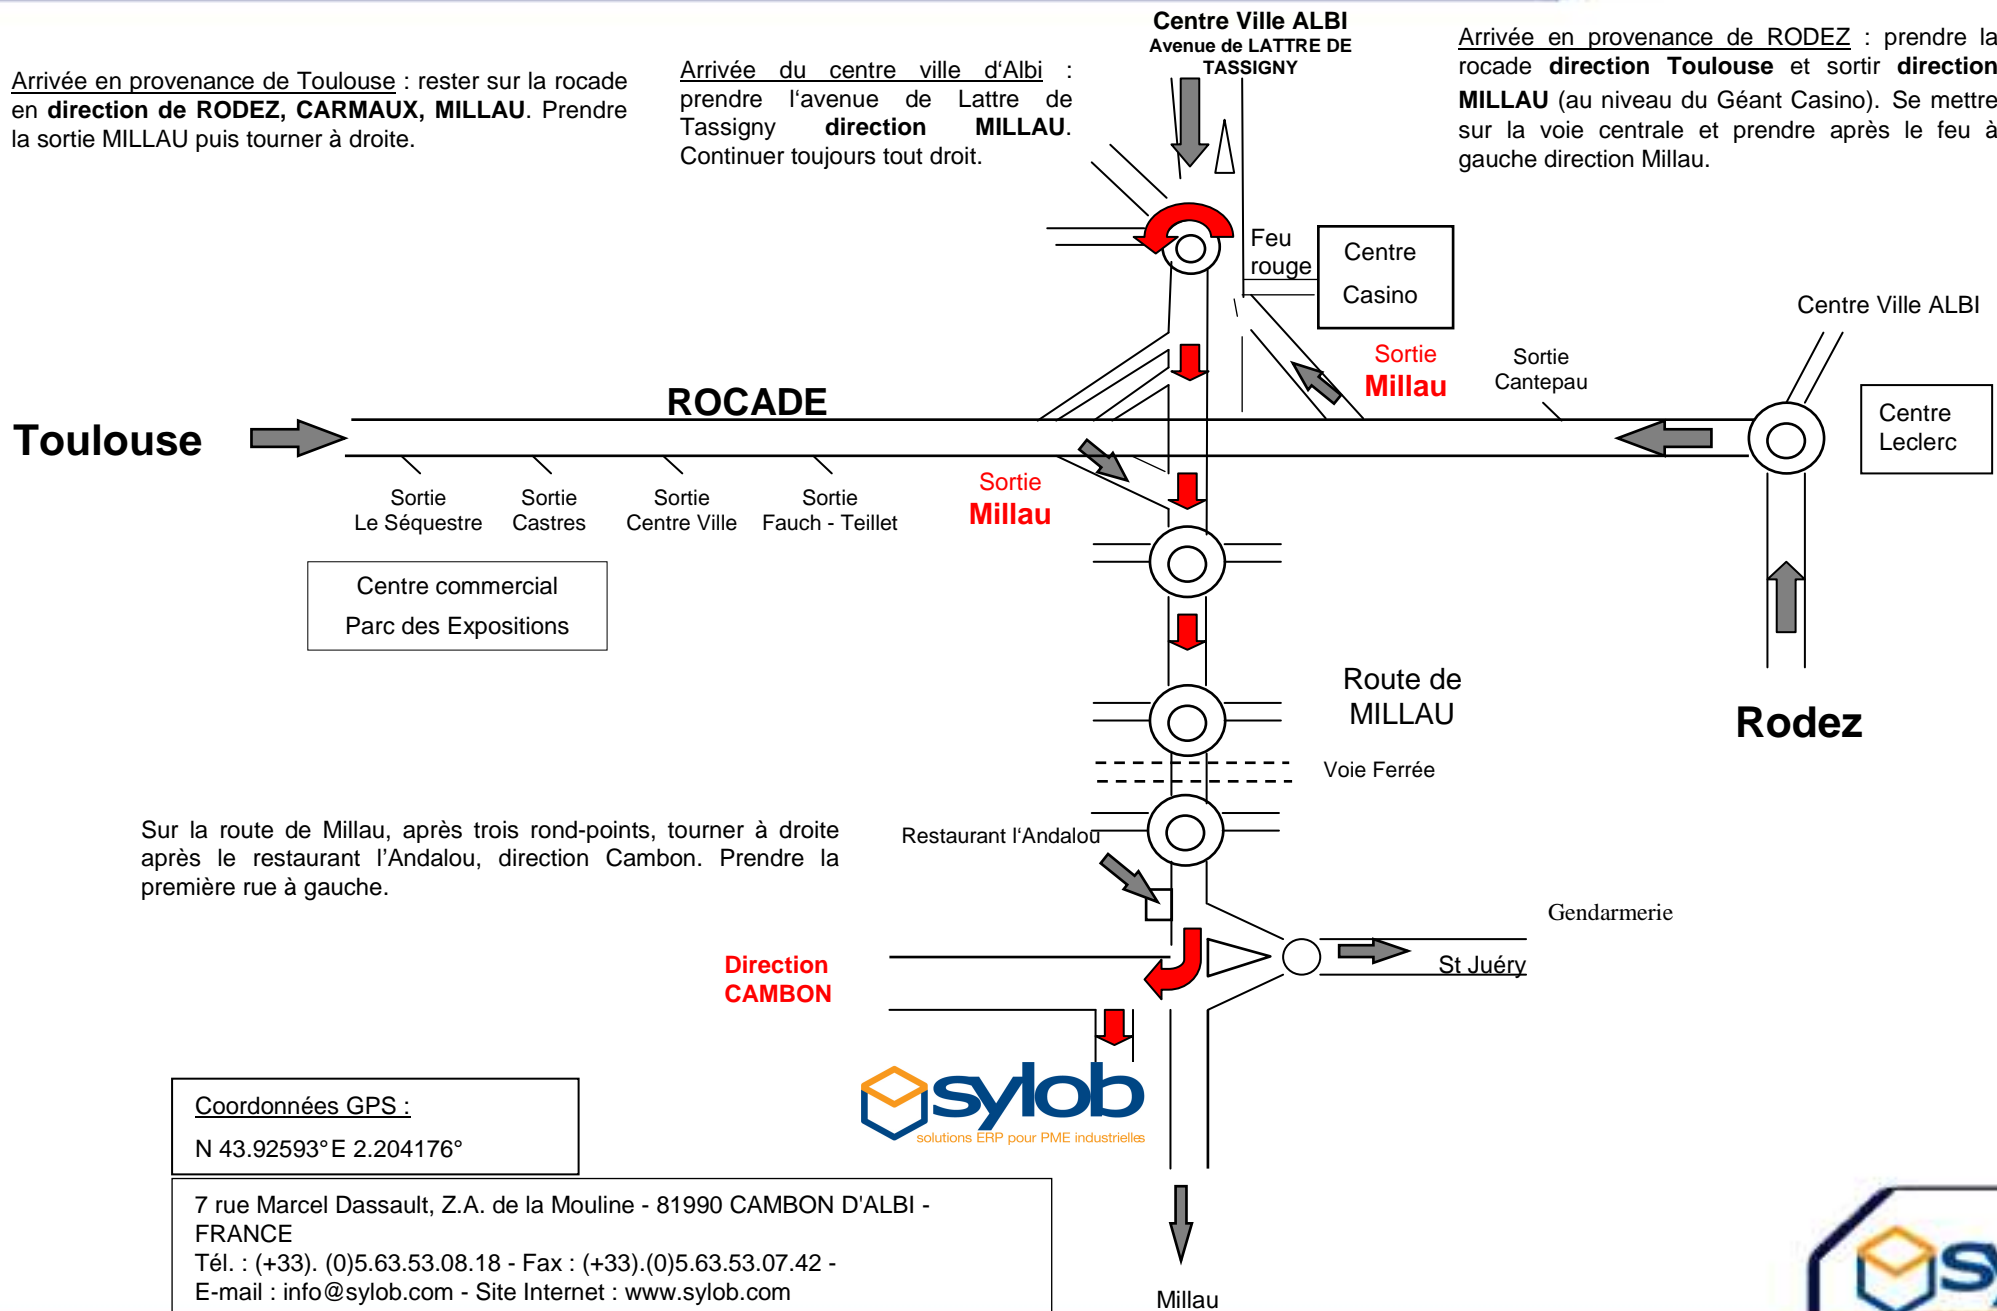 Centre Ville ALBI
Avenue de LATTRE DE
TASSIGNY
Arrivée en provenance de Toulouse : rester sur la rocade
en direction de RODEZ, CARMAUX, MILLAU. Prendre
la sortie MILLAU puis tourner à droite.
Arrivée du centre ville d'Albi :
prendre l'avenue de Lattre de
Tassigny direction MILLAU.
Continuer toujours tout droit.
Arrivée en provenance de RODEZ : prendre la
rocade direction Toulouse et sortir direction
MILLAU (au niveau du Géant Casino). Se mettre
sur la voie centrale et prendre après le feu à
gauche direction Millau.
Feu
rouge
Centre
Casino
Centre Ville ALBI
Sortie
Millau
Sortie
Cantepau
ROCADE
Toulouse
Centre
Leclerc
Sortie
Le Séquestre
Sortie
Castres
Sortie
Centre Ville
Sortie
Fauch - Teillet
Sortie
Millau
Centre commercial
Parc des Expositions
Route de
MILLAU
Rodez
Voie Ferrée
Sur la route de Millau, après trois rond-points, tourner à droite
après le restaurant l'Andalou, direction Cambon. Prendre la
première rue à gauche.
Restaurant l'Andalou
Gendarmerie
St Juéry
Direction
CAMBON
sylob
solutions ERP pour PME industrielles
Coordonnées GPS :
N 43.92593° E 2.204176°
7 rue Marcel Dassault, Z.A. de la Mouline - 81990 CAMBON D'ALBI -
FRANCE
Tél. : (+33). (0)5.63.53.08.18 - Fax : (+33).(0)5.63.53.07.42 -
E-mail : info@sylob.com - Site Internet : www.sylob.com
Millau